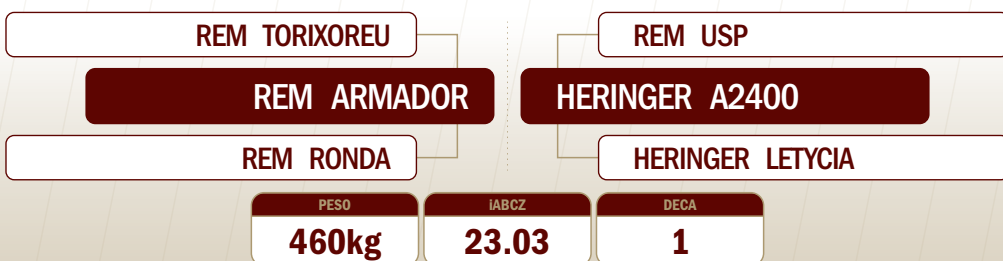 REM TORIXOREU
REM USP
REM ARMADOR
HERINGER A2400
REM RONDA
HERINGER LETYCIA
PESO
iABCZ
DECA
460kg
23.03
1